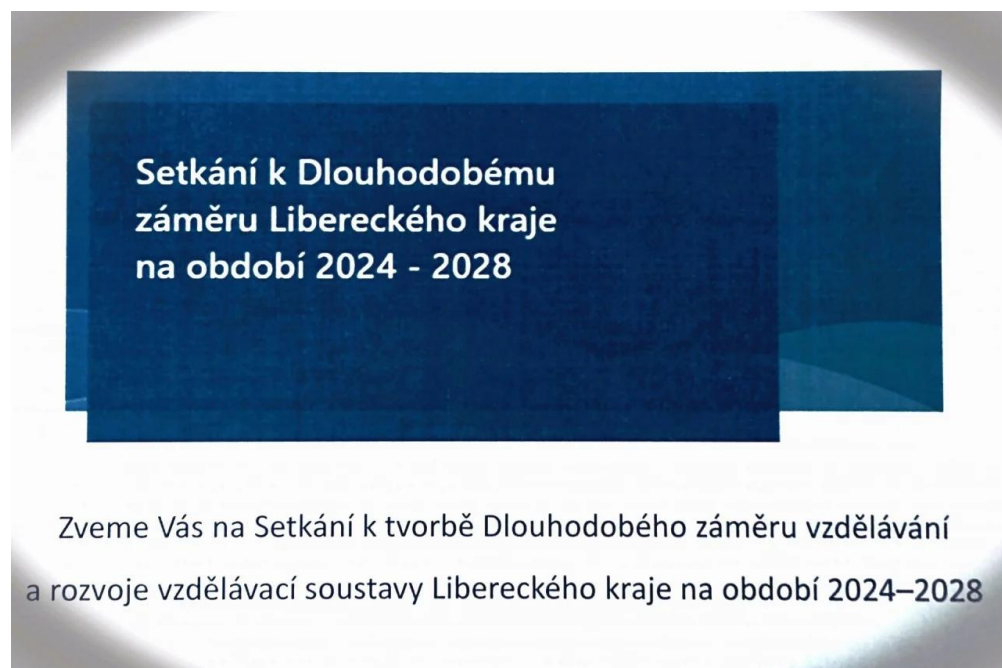 Setkání k Dlouhodobému
záměru Libereckého kraje
na období 2024 - 2028
Zveme Vás na Setkání k tvorbě Dlouhodobého záměru vzdělávání
a rozvoje vzdělávací soustavy Libereckého kraje na období 2024–2028